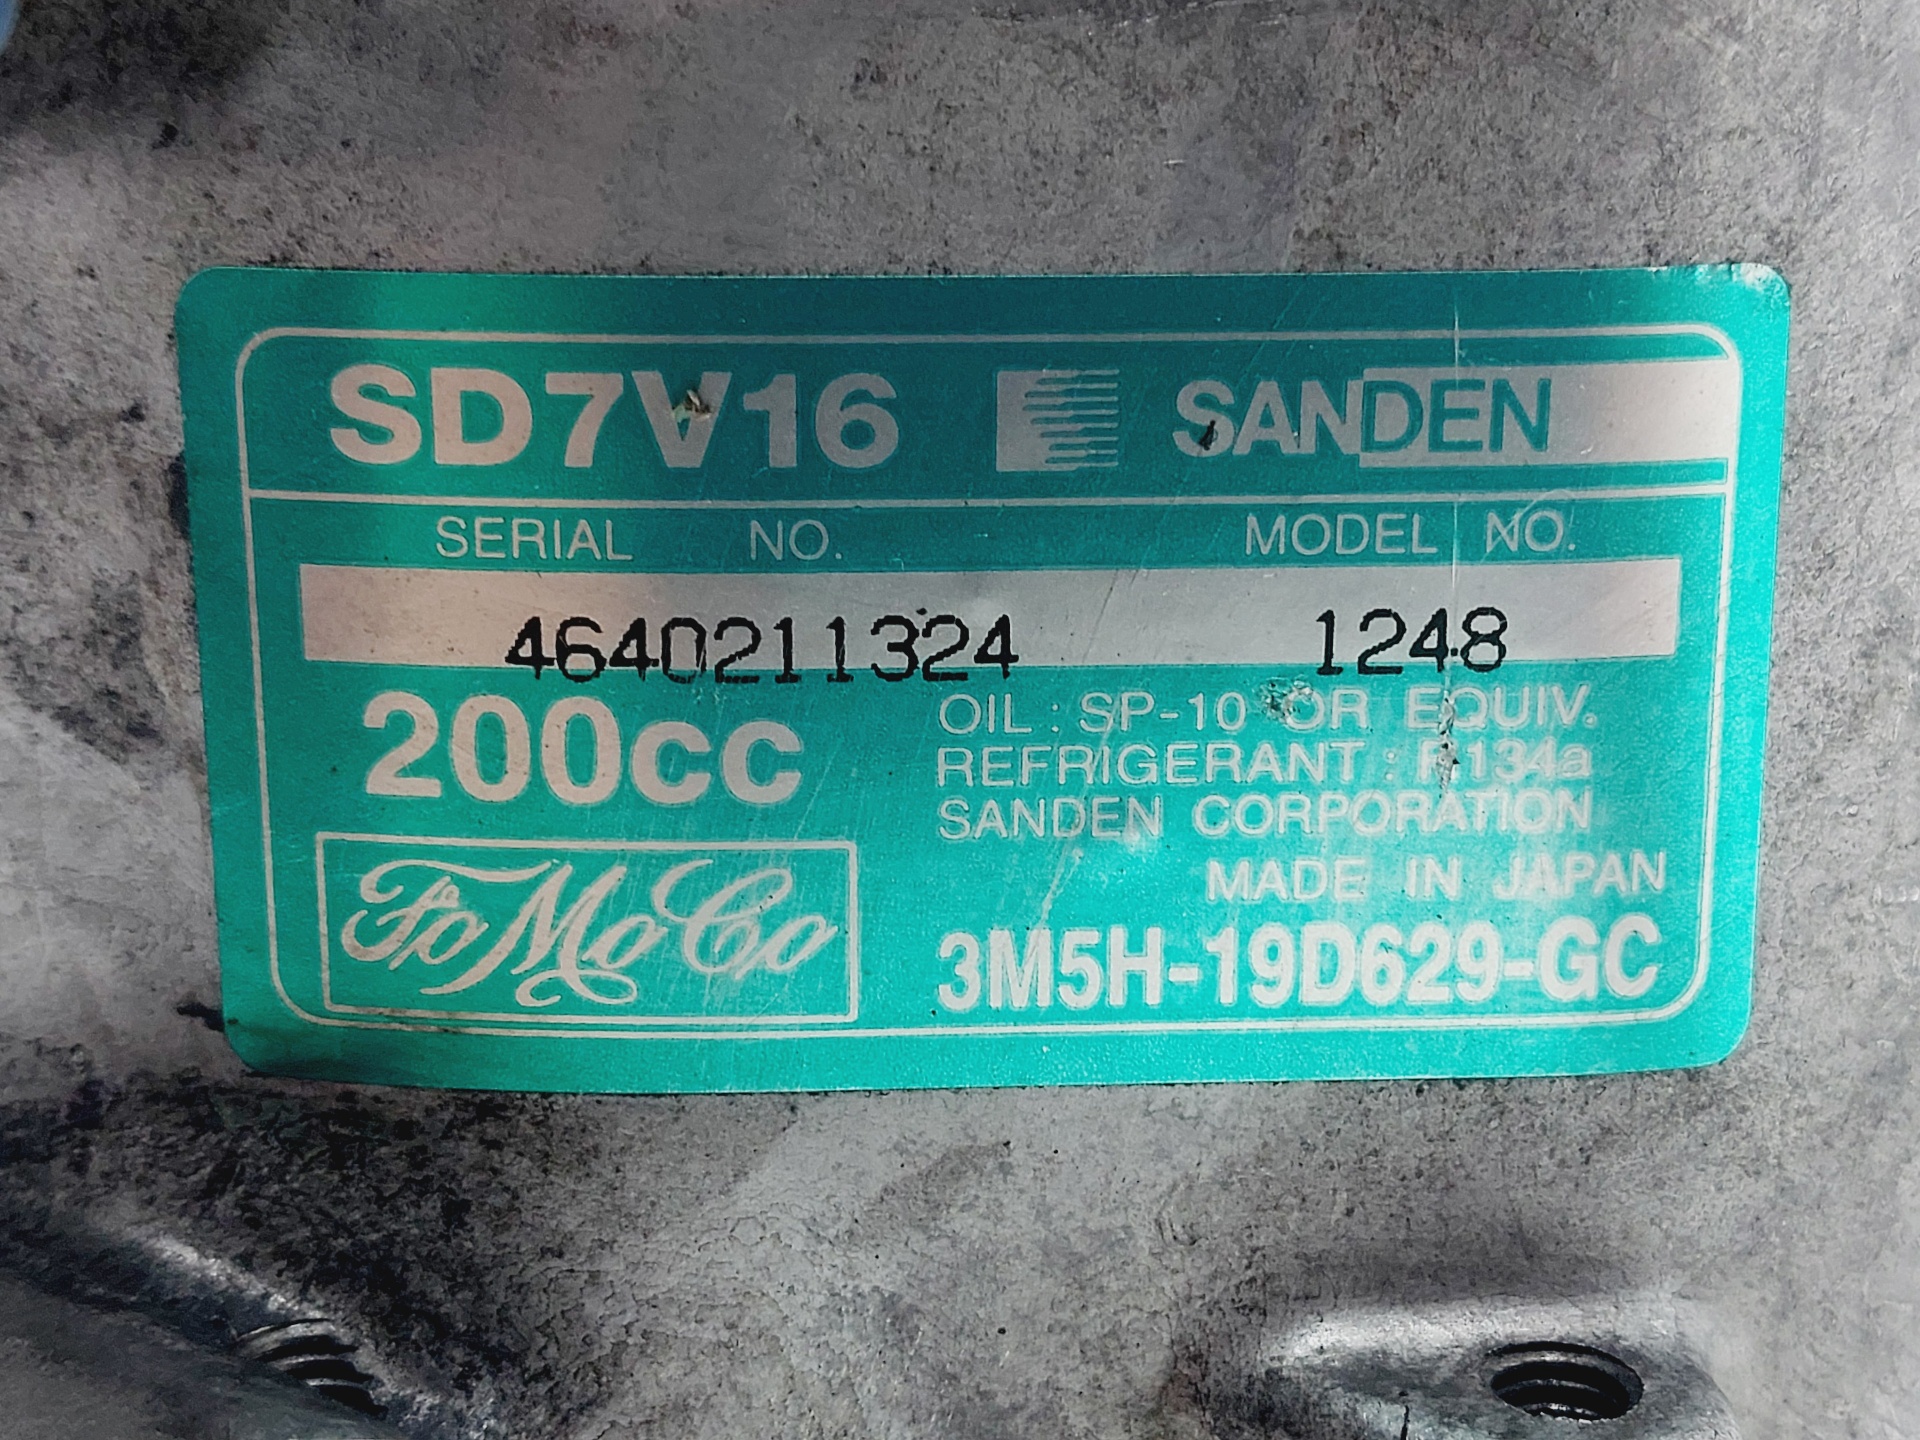 SD7V16 SANDEN
SERIAL NO. MODEL NO.
4640211324 1248
200cc
OIL : SP-10 OR EQUIV.
REFRIGERANT : R134a
SANDEN CORPORATION
MADE IN JAPAN
FoMoCo
3M5H-19D629-GC